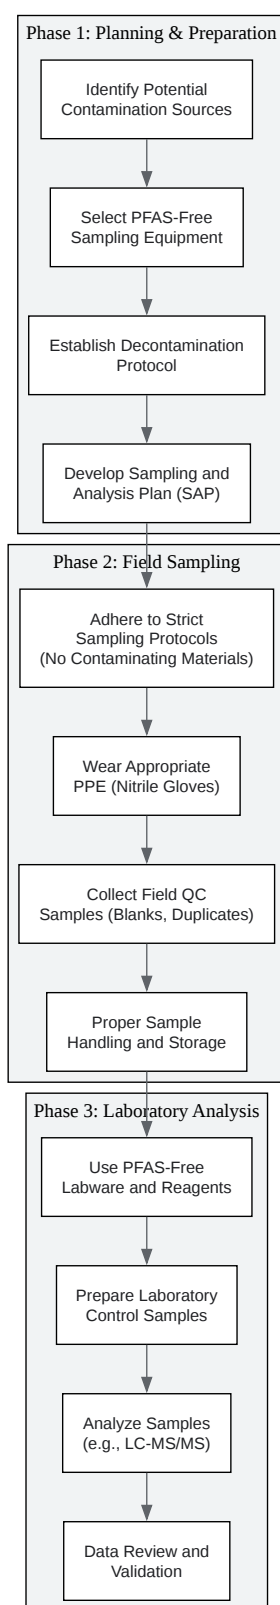 Phase 1: Planning & Preparation
Identify Potential
Contamination Sources
Select PFAS-Free
Sampling Equipment
Establish Decontamination
Protocol
Develop Sampling and
Analysis Plan (SAP)
Phase 2: Field Sampling
Adhere to Strict
Sampling Protocols
(No Contaminating Materials)
Wear Appropriate
PPE (Nitrile Gloves)
Collect Field QC
Samples (Blanks, Duplicates)
Proper Sample
Handling and Storage
Phase 3: Laboratory Analysis
Use PFAS-Free
Labware and Reagents
Prepare Laboratory
Control Samples
Analyze Samples
(e.g., LC-MS/MS)
Data Review and
Validation